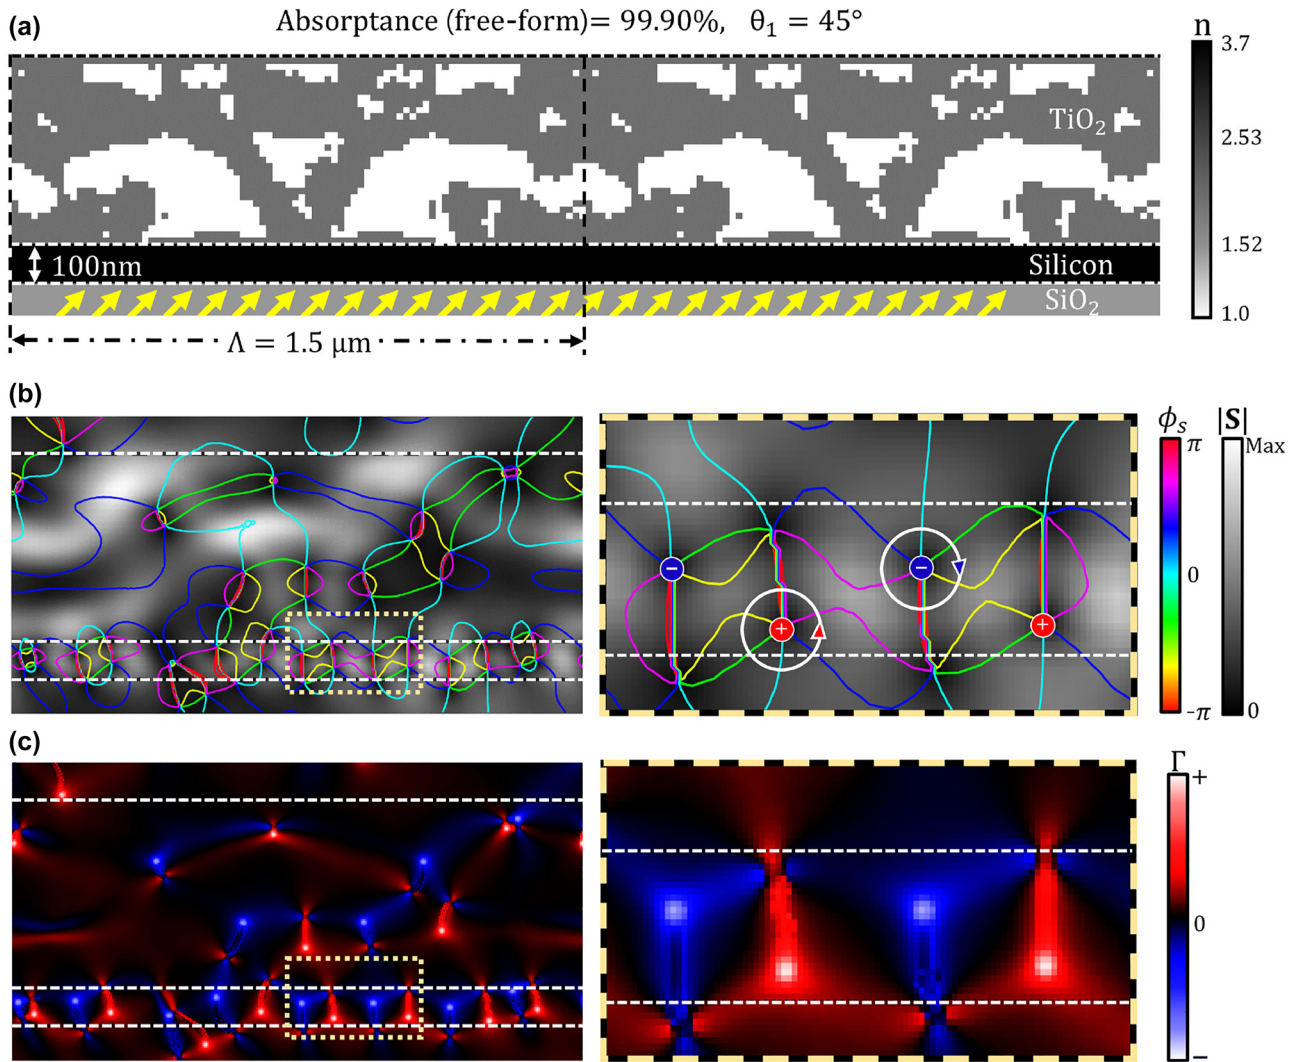 (a)
Absorptance (free-form)= 99.90%, θ₁ = 45°
n
3.7
2.53
1.52
1.0
TiO₂
100nm
Silicon
SiO₂
Λ = 1.5 μm
(b)
ϕₛ
|S|
π
0
-π
Max
0
−
−
+
+
(c)
Γ
+
0
−